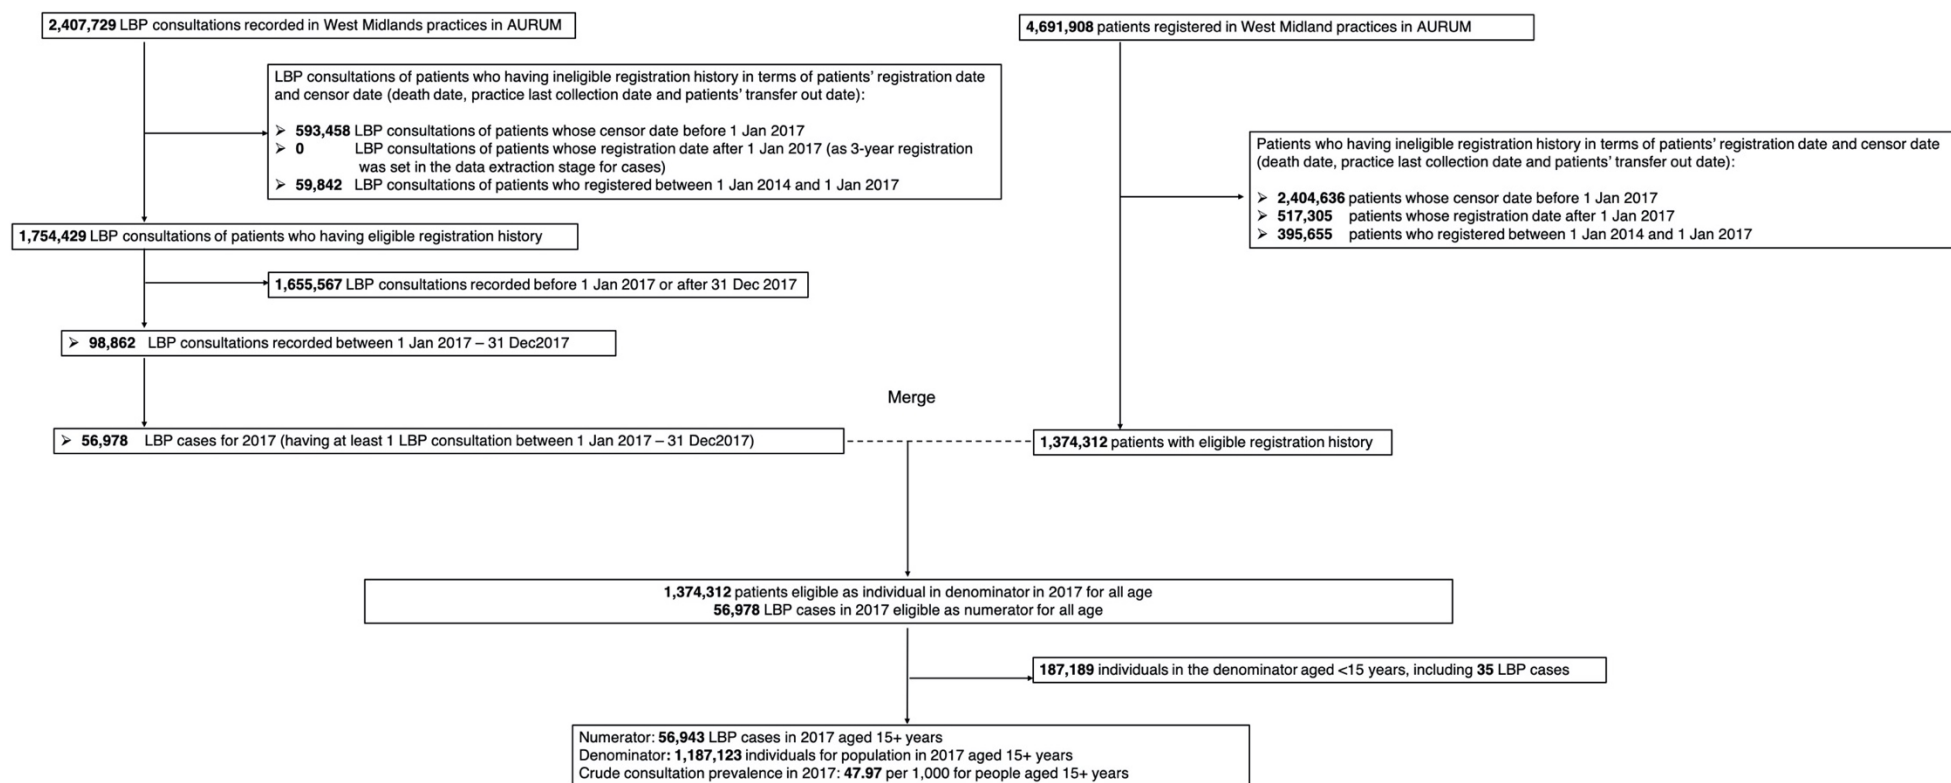 2,407,729 LBP consultations recorded in West Midlands practices in AURUM
4,691,908 patients registered in West Midland practices in AURUM
LBP consultations of patients who having ineligible registration history in terms of patients' registration date
and censor date (death date, practice last collection date and patients' transfer out date):
➢ 593,458 LBP consultations of patients whose censor date before 1 Jan 2017
➢ 0 LBP consultations of patients whose registration date after 1 Jan 2017 (as 3-year registration
was set in the data extraction stage for cases)
➢ 59,842 LBP consultations of patients who registered between 1 Jan 2014 and 1 Jan 2017
Patients who having ineligible registration history in terms of patients' registration date and censor date
(death date, practice last collection date and patients' transfer out date):
➢ 2,404,636 patients whose censor date before 1 Jan 2017
➢ 517,305 patients whose registration date after 1 Jan 2017
➢ 395,655 patients who registered between 1 Jan 2014 and 1 Jan 2017
1,754,429 LBP consultations of patients who having eligible registration history
1,655,567 LBP consultations recorded before 1 Jan 2017 or after 31 Dec 2017
➢ 98,862 LBP consultations recorded between 1 Jan 2017 – 31 Dec2017
Merge
➢ 56,978 LBP cases for 2017 (having at least 1 LBP consultation between 1 Jan 2017 – 31 Dec2017)
1,374,312 patients with eligible registration history
1,374,312 patients eligible as individual in denominator in 2017 for all age
56,978 LBP cases in 2017 eligible as numerator for all age
187,189 individuals in the denominator aged <15 years, including 35 LBP cases
Numerator: 56,943 LBP cases in 2017 aged 15+ years
Denominator: 1,187,123 individuals for population in 2017 aged 15+ years
Crude consultation prevalence in 2017: 47.97 per 1,000 for people aged 15+ years